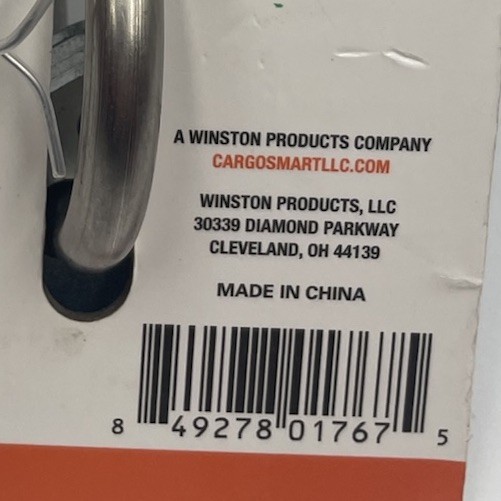 A WINSTON PRODUCTS COMPANY
CARGOSMARTLLC.COM
WINSTON PRODUCTS, LLC
30339 DIAMOND PARKWAY
CLEVELAND, OH 44139
MADE IN CHINA
8 49278 01767 5